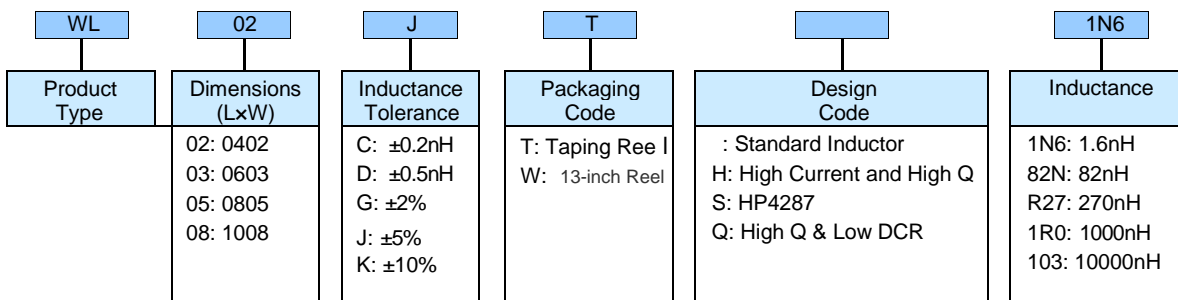 WL 02 J T 1N6
Product Type
Dimensions (L×W)
Inductance Tolerance
Packaging Code
Design Code
Inductance
02: 0402
03: 0603
05: 0805
08: 1008
C: ±0.2nH
D: ±0.5nH
G: ±2%
J: ±5%
K: ±10%
T: Taping Ree l
W: 13-inch Reel
: Standard Inductor
H: High Current and High Q
S: HP4287
Q: High Q & Low DCR
1N6: 1.6nH
82N: 82nH
R27: 270nH
1R0: 1000nH
103: 10000nH